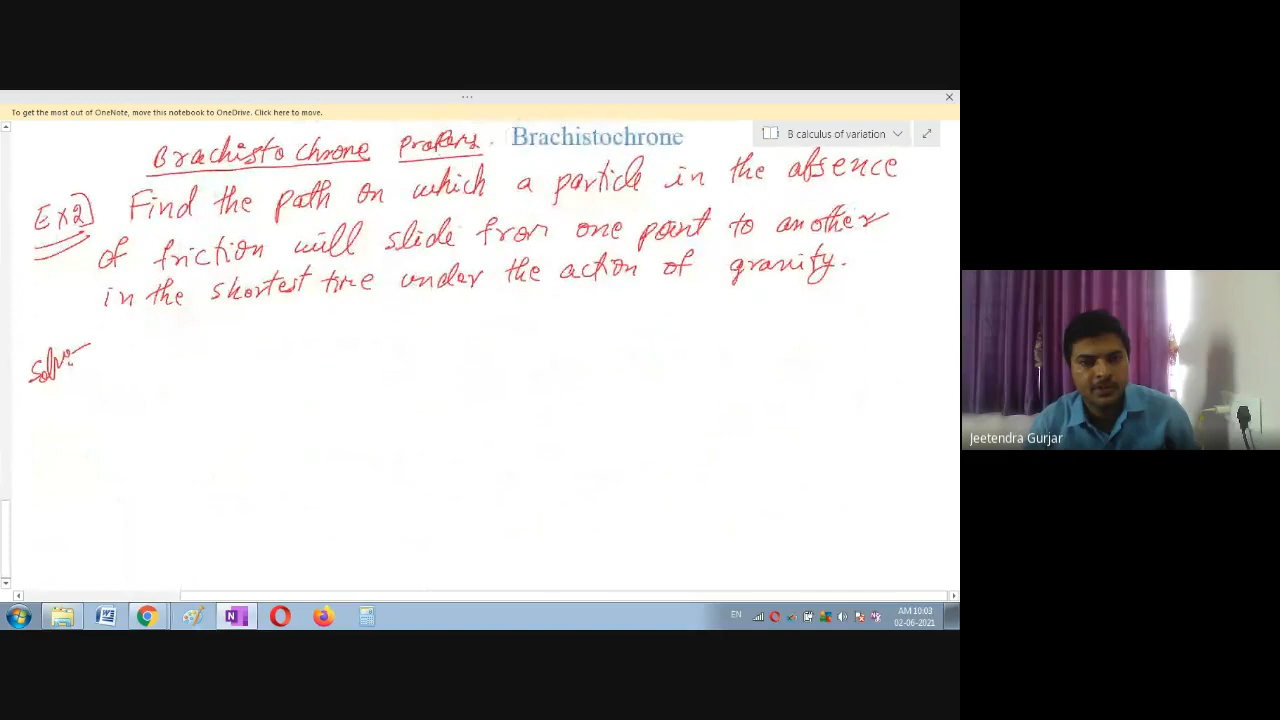 To get the most out of OneNote, move this notebook to OneDrive. Click here to move.
Brachistochrone
B calculus of variation
Brachistochrone
Ex 2) Find the path on which a particle in the absence
of friction will slide from one point to another
in the shortest time under the action of gravity.
Jeetendra Gurjar
EN
AM 10:03
02-06-2021